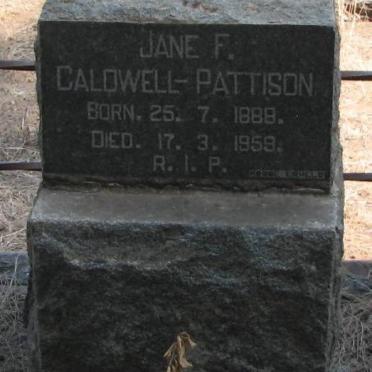 JANE F.
CALDWELL-PATTISON
BORN. 25. 7. 1888.
DIED. 17. 3. 1959.
R. I. P.